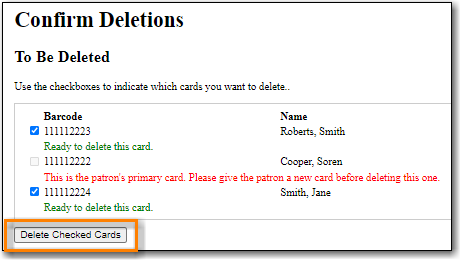 Confirm Deletions
To Be Deleted
Use the checkboxes to indicate which cards you want to delete..
Barcode Name
111112223 Roberts, Smith
Ready to delete this card.
111112222 Cooper, Soren
This is the patron's primary card. Please give the patron a new card before deleting this one.
111112224 Smith, Jane
Ready to delete this card.
Delete Checked Cards